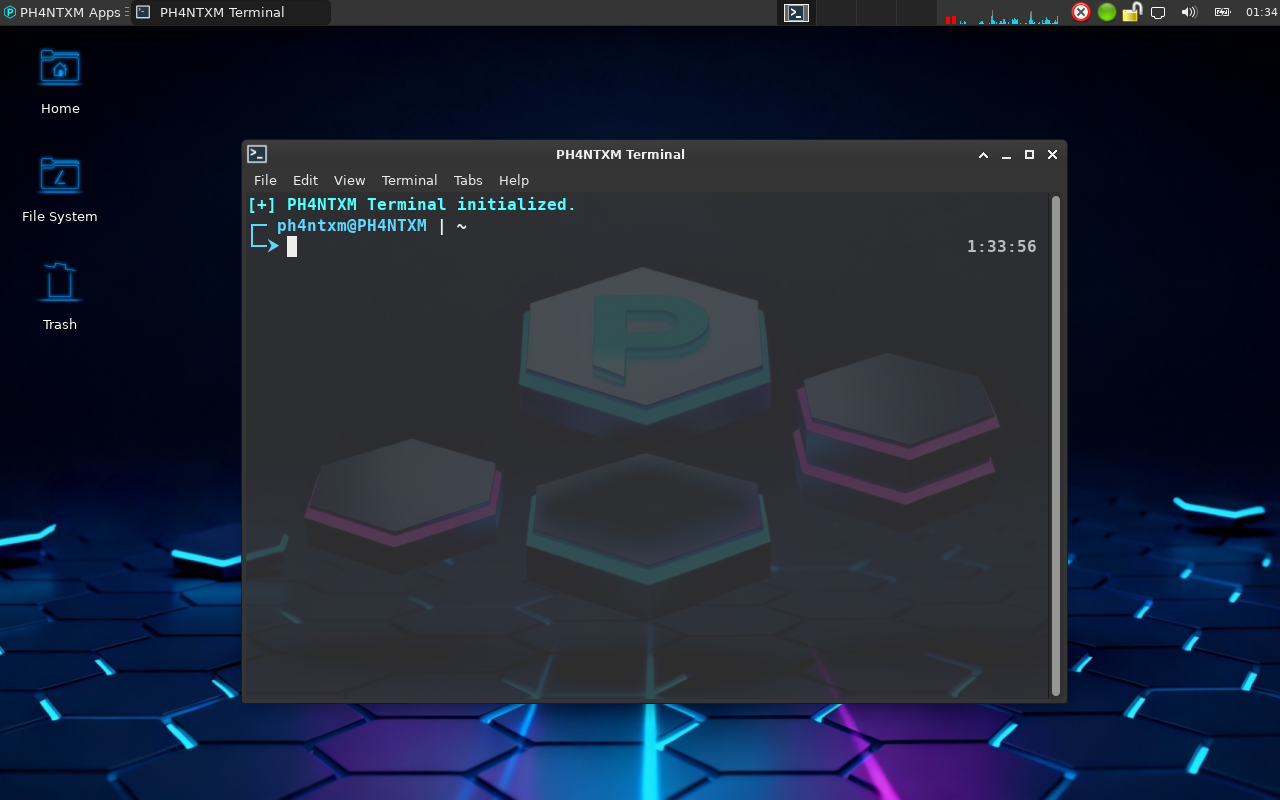 PH4NTXM Apps
PH4NTXM Terminal
01:34
Home
File System
Trash
PH4NTXM Terminal
File Edit View Terminal Tabs Help
[+] PH4NTXM Terminal initialized.
ph4ntxm@PH4NTXM | ~
1:33:56
P